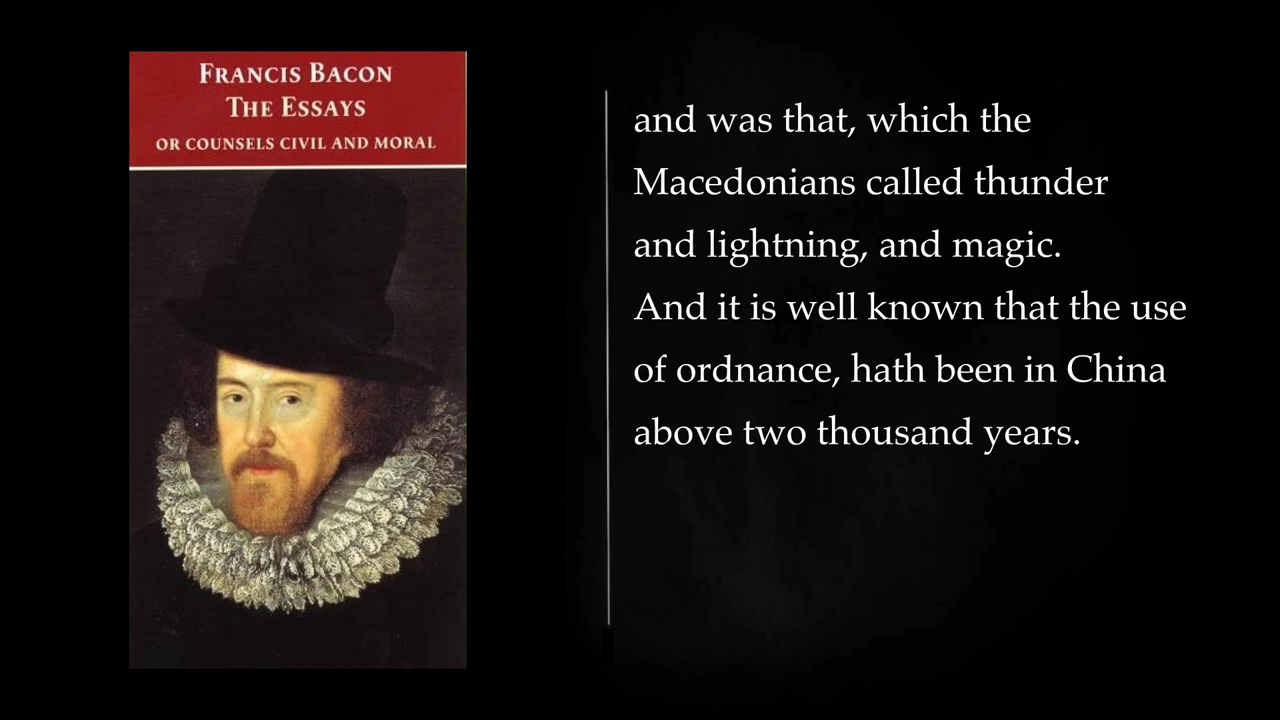 FRANCIS BACON
THE ESSAYS
OR COUNSELS CIVIL AND MORAL
and was that, which the
Macedonians called thunder
and lightning, and magic.
And it is well known that the use
of ordnance, hath been in China
above two thousand years.